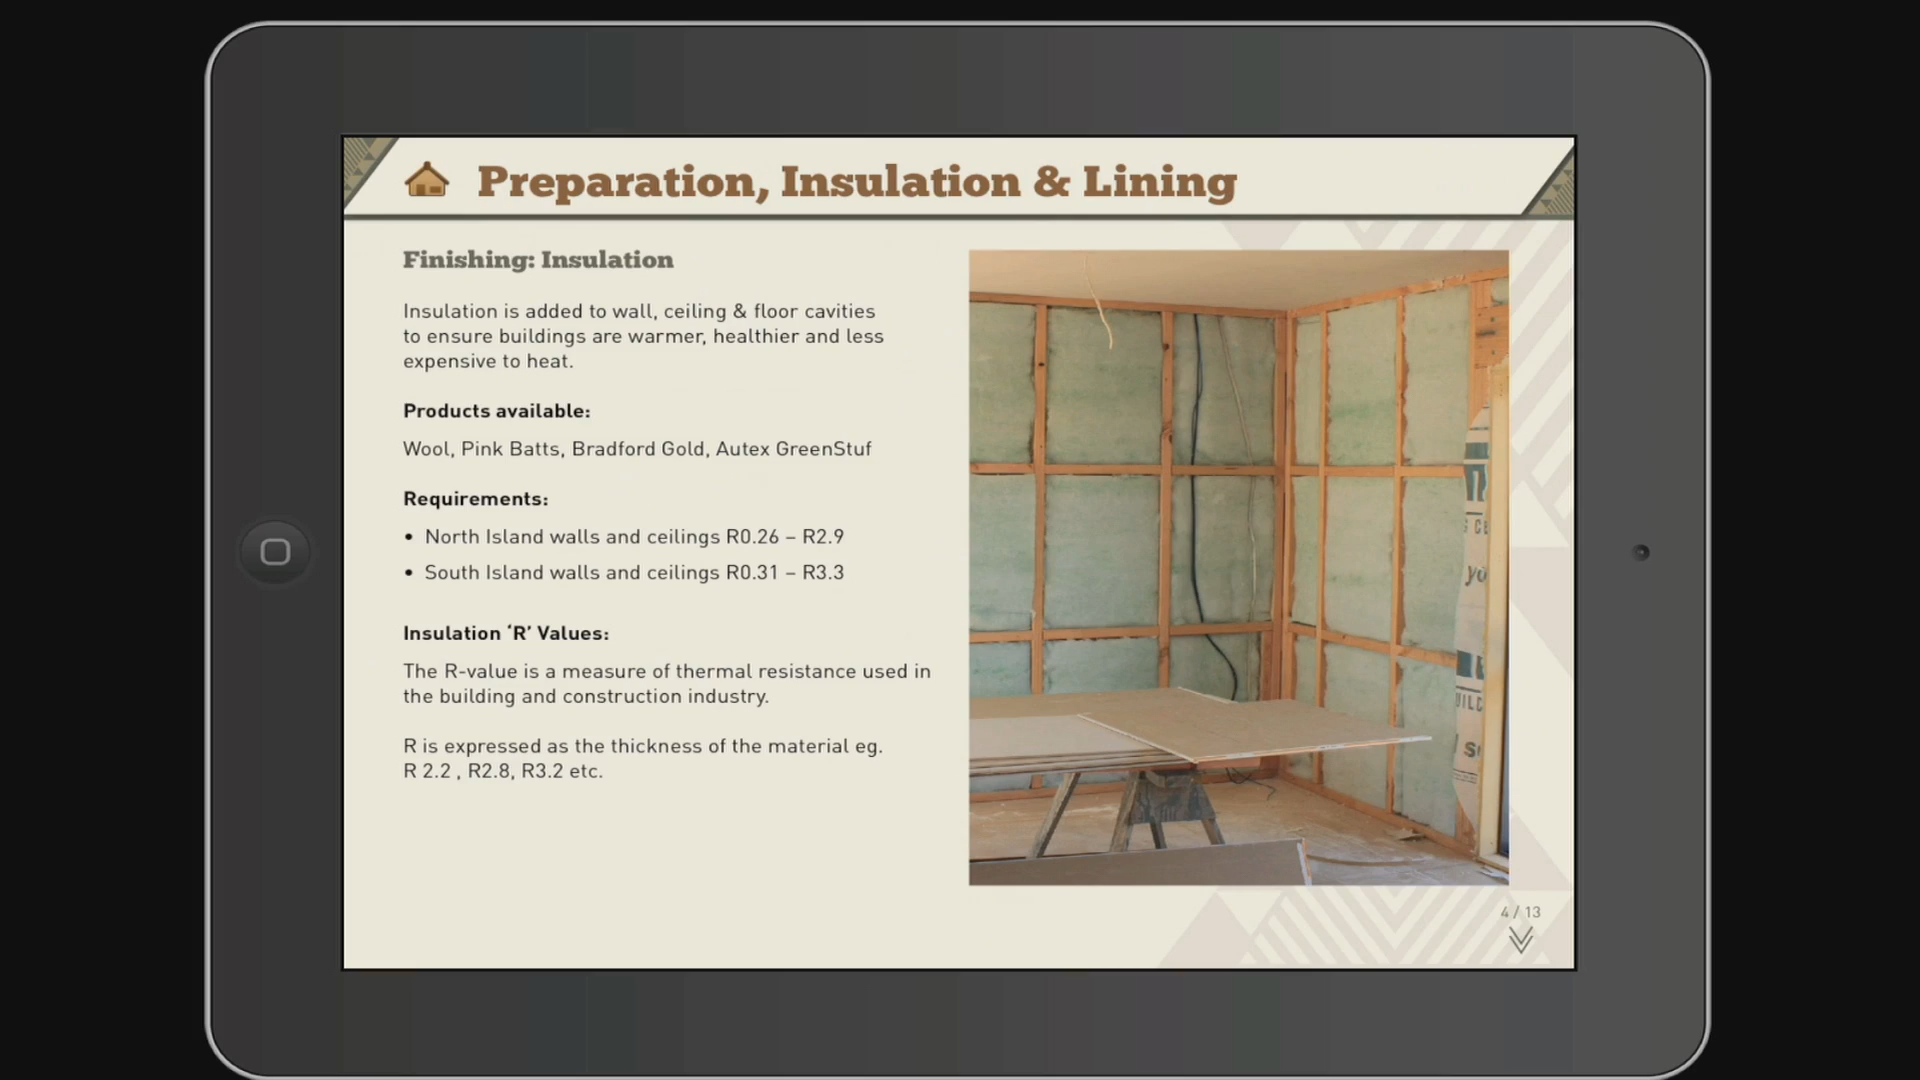 Preparation, Insulation & Lining
Finishing: Insulation
Insulation is added to wall, ceiling & floor cavities
to ensure buildings are warmer, healthier and less
expensive to heat.
Products available:
Wool, Pink Batts, Bradford Gold, Autex GreenStuf
Requirements:
• North Island walls and ceilings R0.26 – R2.9
• South Island walls and ceilings R0.31 – R3.3
Insulation ‘R’ Values:
The R-value is a measure of thermal resistance used in
the building and construction industry.
R is expressed as the thickness of the material eg.
R 2.2 , R2.8, R3.2 etc.
4 / 13